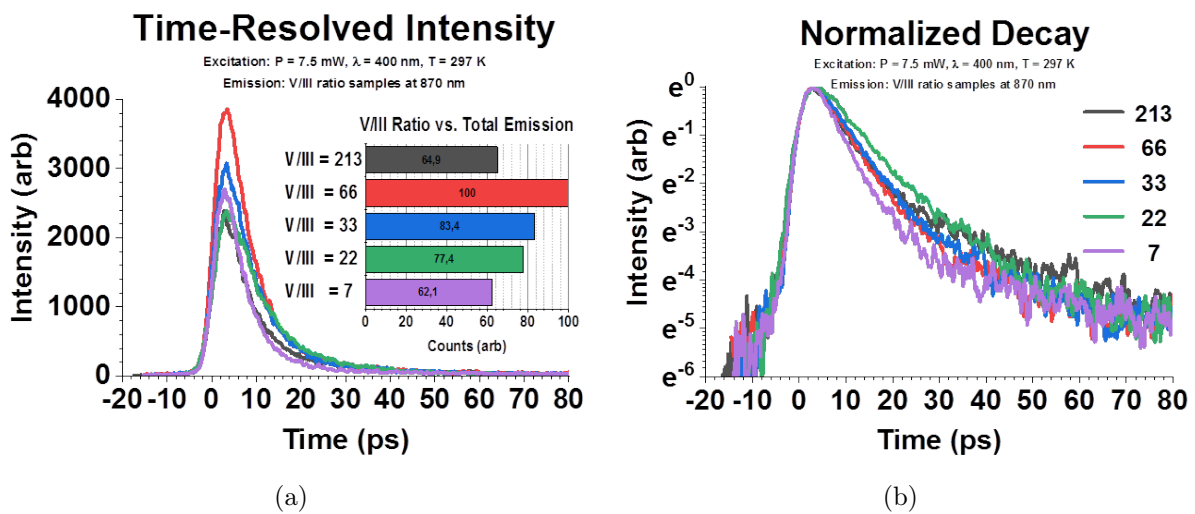 Time-Resolved Intensity
Excitation: P = 7.5 mW, λ = 400 nm, T = 297 K
Emission: V/III ratio samples at 870 nm
Intensity (arb)
4000
3000
2000
1000
0
-20 -10 0 10 20 30 40 50 60 70 80
Time (ps)
V/III Ratio vs. Total Emission
V/III = 213 64,9
V/III = 66 100
V/III = 33 83,4
V/III = 22 77,4
V/III = 7 62,1
0 20 40 60 80 100
Counts (arb)
(a)
Normalized Decay
Excitation: P = 7.5 mW, λ = 400 nm, T = 297 K
Emission: V/III ratio samples at 870 nm
Intensity (arb)
e^0
e^-1
e^-2
e^-3
e^-4
e^-5
e^-6
-20 -10 0 10 20 30 40 50 60 70 80
Time (ps)
213
66
33
22
7
(b)